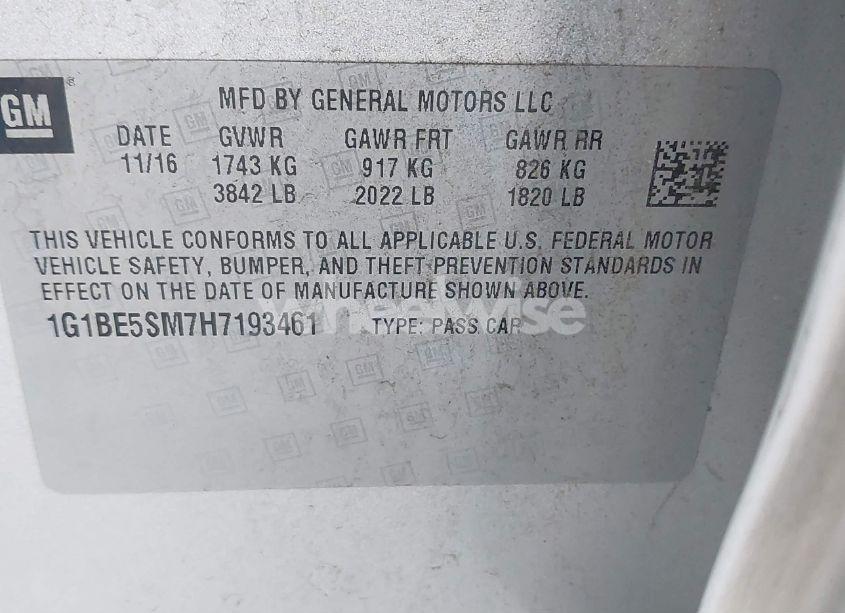 GM
MFD BY GENERAL MOTORS LLC
DATE GVWR GAWR FRT GAWR RR
11/16 1743 KG 917 KG 826 KG
3842 LB 2022 LB 1820 LB
THIS VEHICLE CONFORMS TO ALL APPLICABLE U.S. FEDERAL MOTOR
VEHICLE SAFETY, BUMPER, AND THEFT PREVENTION STANDARDS IN
EFFECT ON THE DATE OF MANUFACTURE SHOWN ABOVE.
1G1BE5SM7H7193461 TYPE: PASS CAR